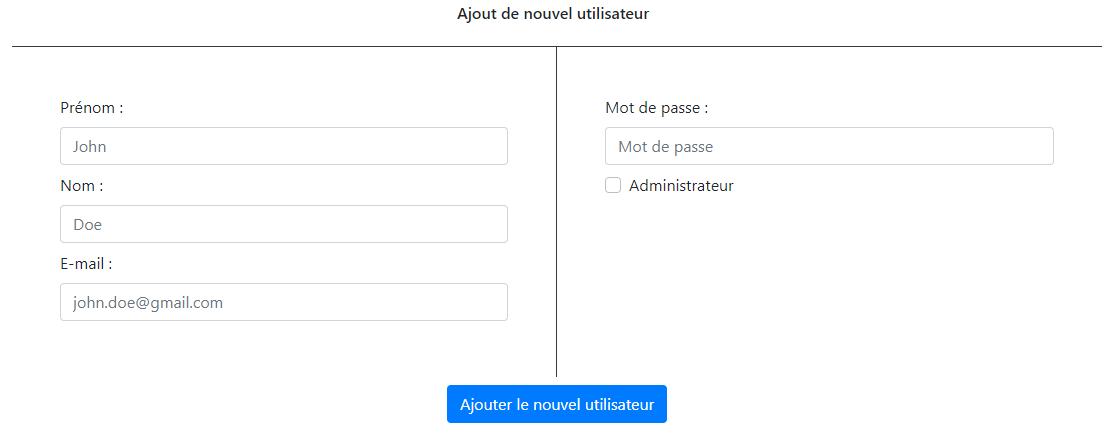 Ajout de nouvel utilisateur
Prénom :
John
Nom :
Doe
E-mail :
john.doe@gmail.com
Mot de passe :
Mot de passe
Administrateur
Ajouter le nouvel utilisateur